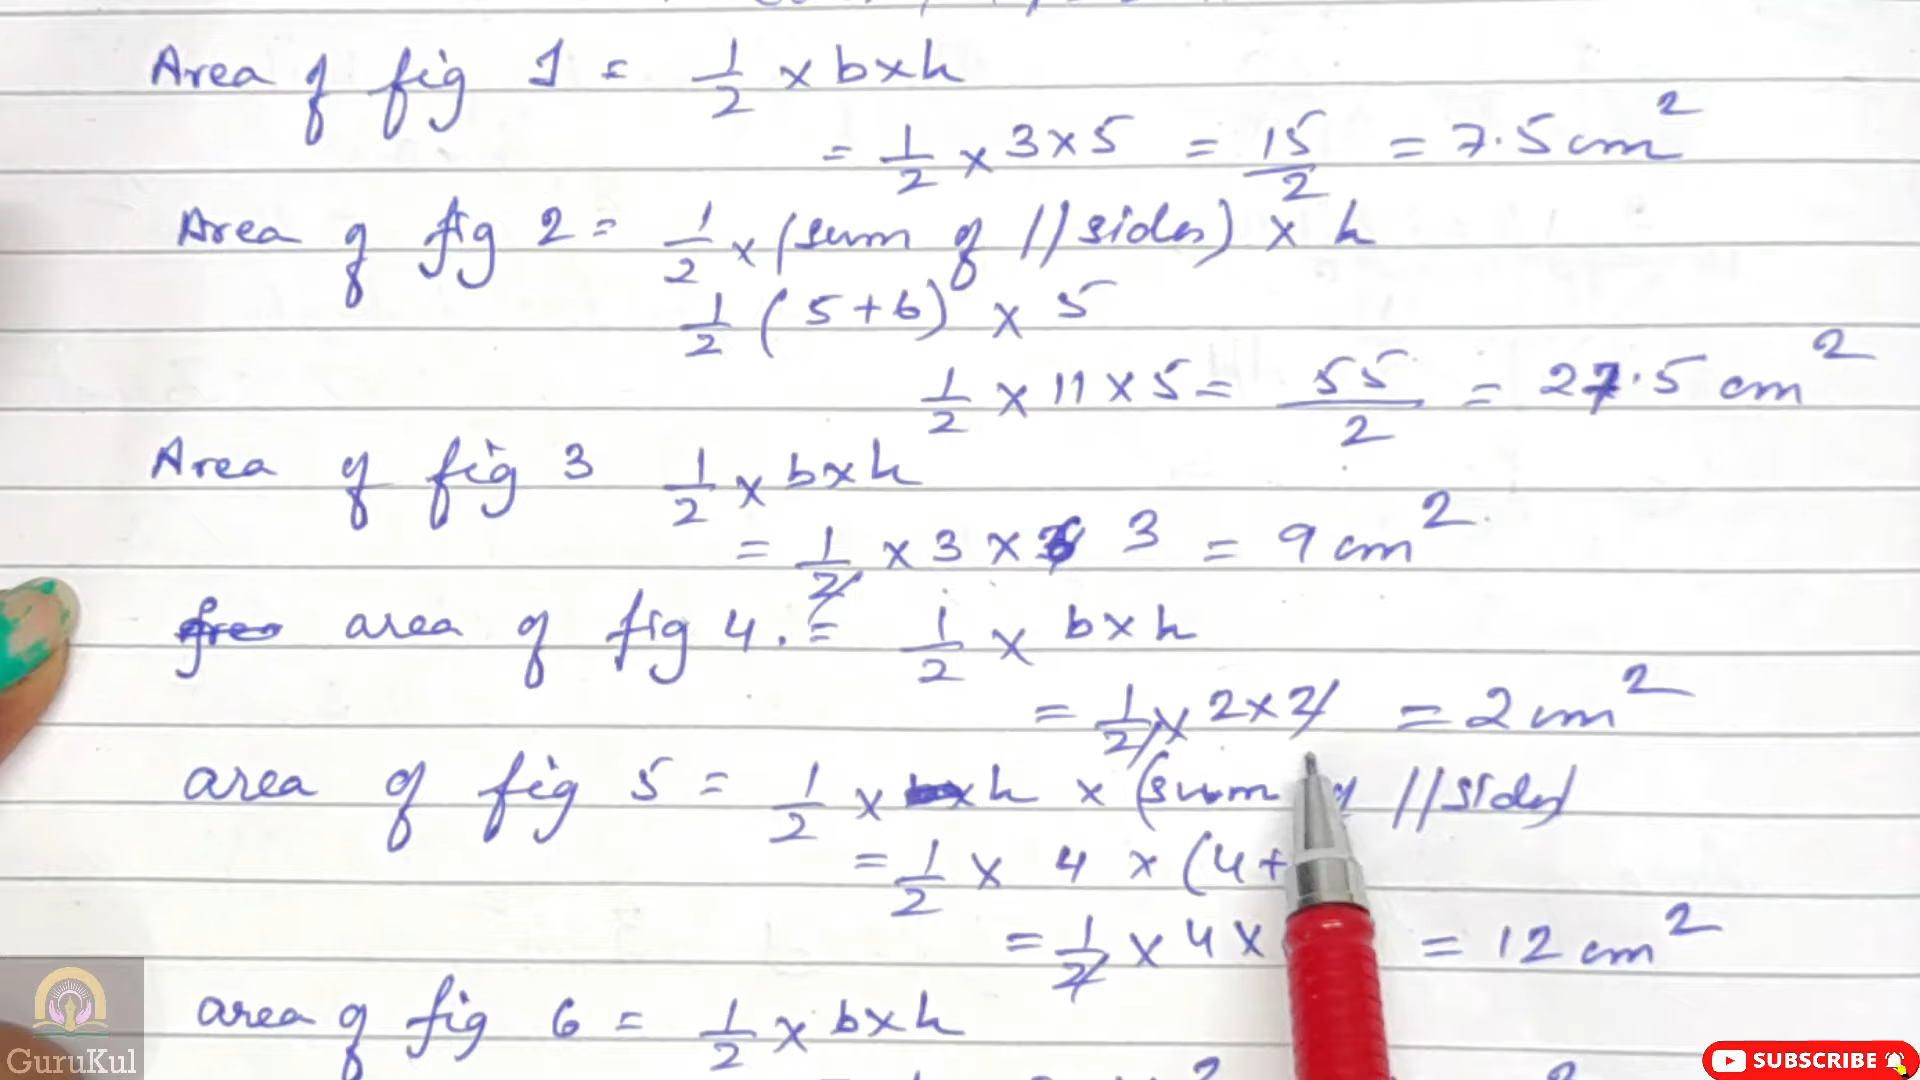 Area of fig 1 = 1/2 × b×h
= 1/2 × 3×5 = 15/2 = 7.5cm²
Area of fig 2 = 1/2 × (sum of // sides) × h
1/2 (5+6) × 5
1/2 × 11 × 5 = 55/2 = 27.5 cm²
Area of fig 3 1/2 × b×h
= 1/2 × 3 × 6 3 = 9 cm²
area of fig 4. = 1/2 × b×h
= 1/2 × 2×2 = 2 cm²
area of fig 5 = 1/2 × h × (sum of // sides)
= 1/2 × 4 × (4+
= 1/2 × 4× = 12 cm²
area of fig 6 = 1/2 × b×h
GuruKul
SUBSCRIBE